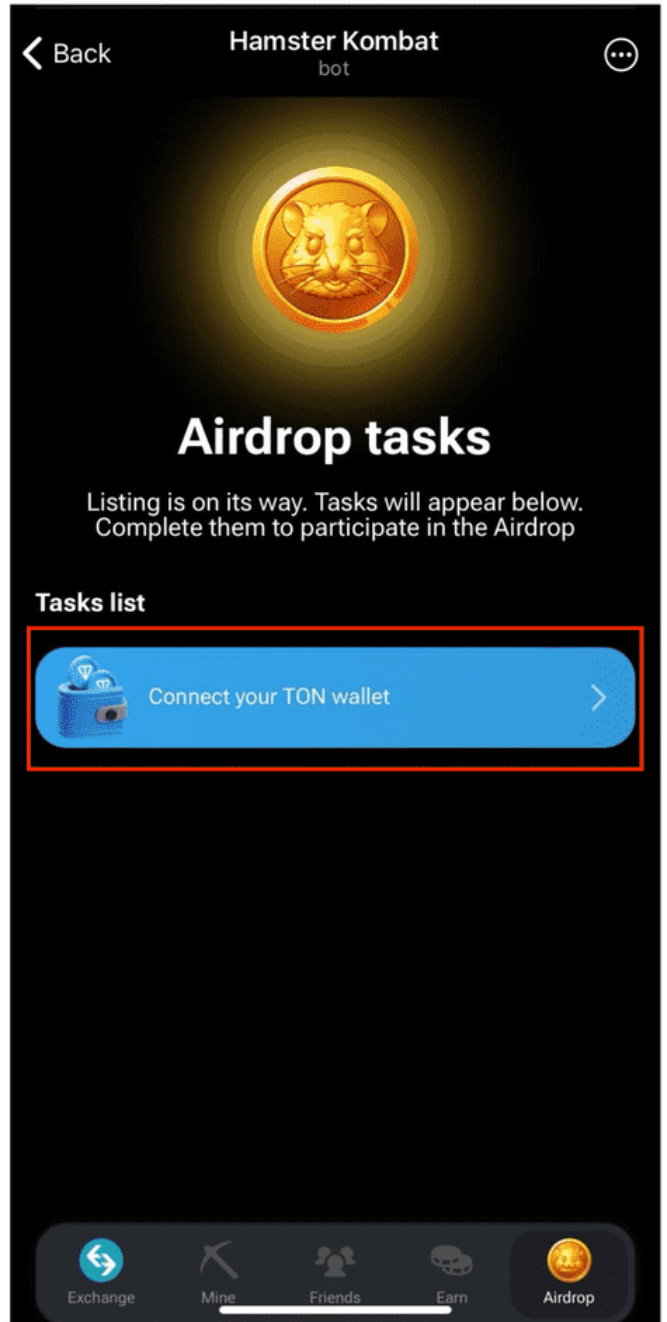 Back
Hamster Kombat
bot
Airdrop tasks
Listing is on its way. Tasks will appear below.
Complete them to participate in the Airdrop
Tasks list
Connect your TON wallet
Exchange
Mine
Friends
Earn
Airdrop